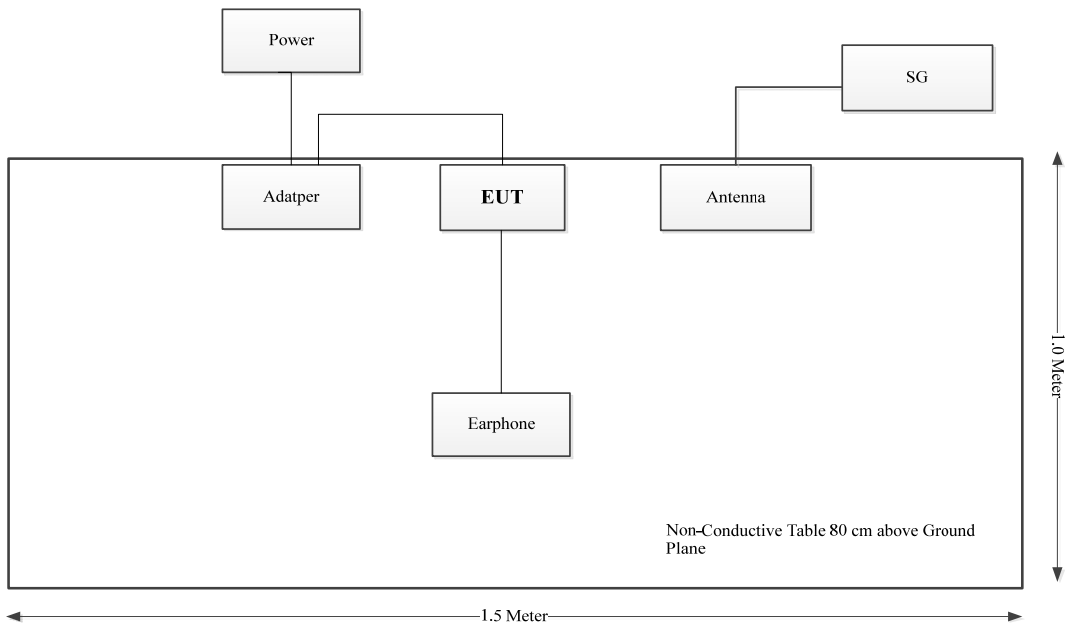 Power
SG
Adatper
EUT
Antenna
1.0 Meter
Earphone
Non-Conductive Table 80 cm above Ground
Plane
1.5 Meter